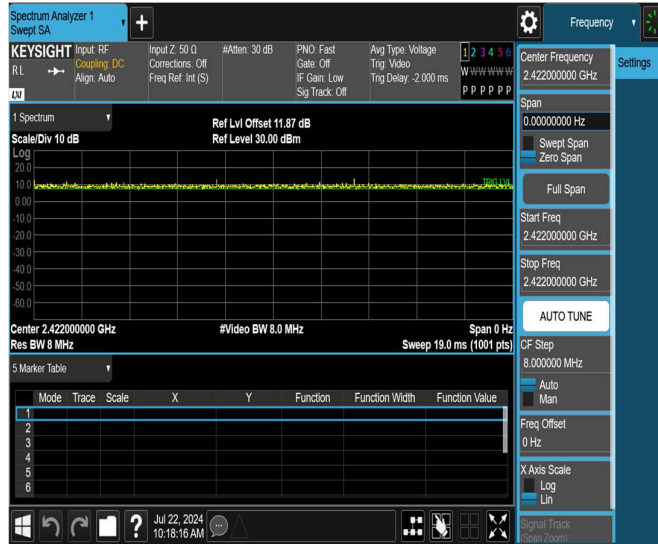 Spectrum Analyzer 1
Swept SA
+
Frequency
KEYSIGHT
RL
LXI
Input: RF
Coupling: DC
Align: Auto
Input Z: 50 Ω
Corrections: Off
Freq Ref: Int (S)
#Atten: 30 dB
PNO: Fast
Gate: Off
IF Gain: Low
Sig Track: Off
Avg Type: Voltage
Trig: Video
Trig Delay: -2.000 ms
1 2 3 4 5 6
W W W W W W
P P P P P P
1 Spectrum
Scale/Div 10 dB
Ref Lvl Offset 11.87 dB
Ref Level 30.00 dBm
Log
20.0
10.0
TRIG LVL
0.00
-10.0
-20.0
-30.0
-40.0
-50.0
-60.0
Center 2.422000000 GHz
#Video BW 8.0 MHz
Span 0 Hz
Res BW 8 MHz
Sweep 19.0 ms (1001 pts)
5 Marker Table
Mode Trace Scale X Y Function Function Width Function Value
1
2
3
4
5
6
Jul 22, 2024
10:18:16 AM
?
Center Frequency
2.422000000 GHz
Settings
Span
0.00000000 Hz
Swept Span
Zero Span
Full Span
Start Freq
2.422000000 GHz
Stop Freq
2.422000000 GHz
AUTO TUNE
CF Step
8.000000 MHz
Auto
Man
Freq Offset
0 Hz
X Axis Scale
Log
Lin
Signal Track
(Span Zoom)